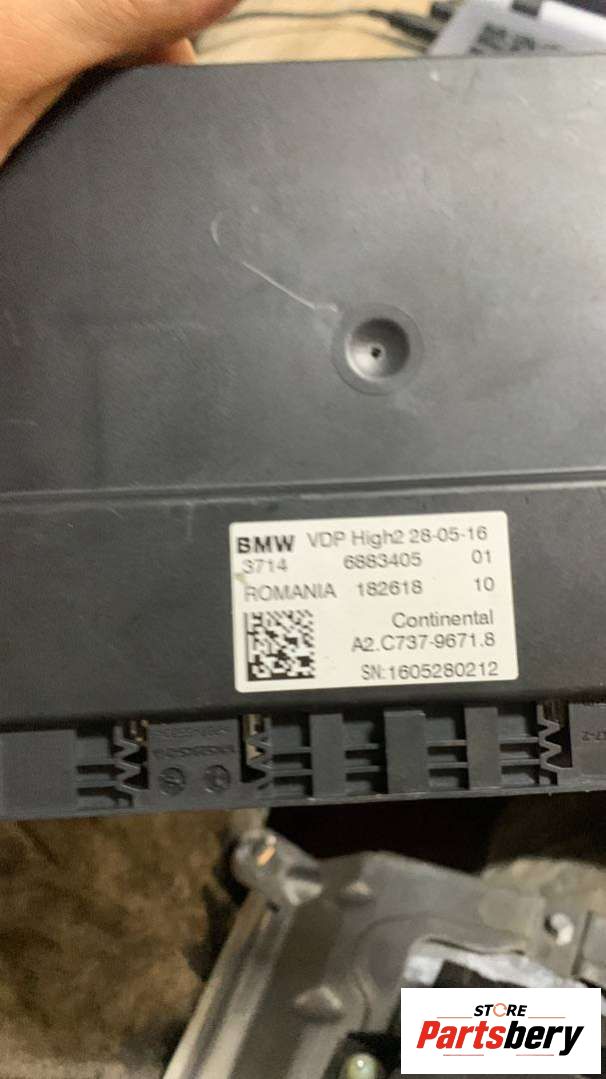 BMW VDP High2 28-05-16
3714 6883405 01
ROMANIA 182618 10
Continental
A2.C737-9671.8
SN:1605280212
STORE
Partsbery